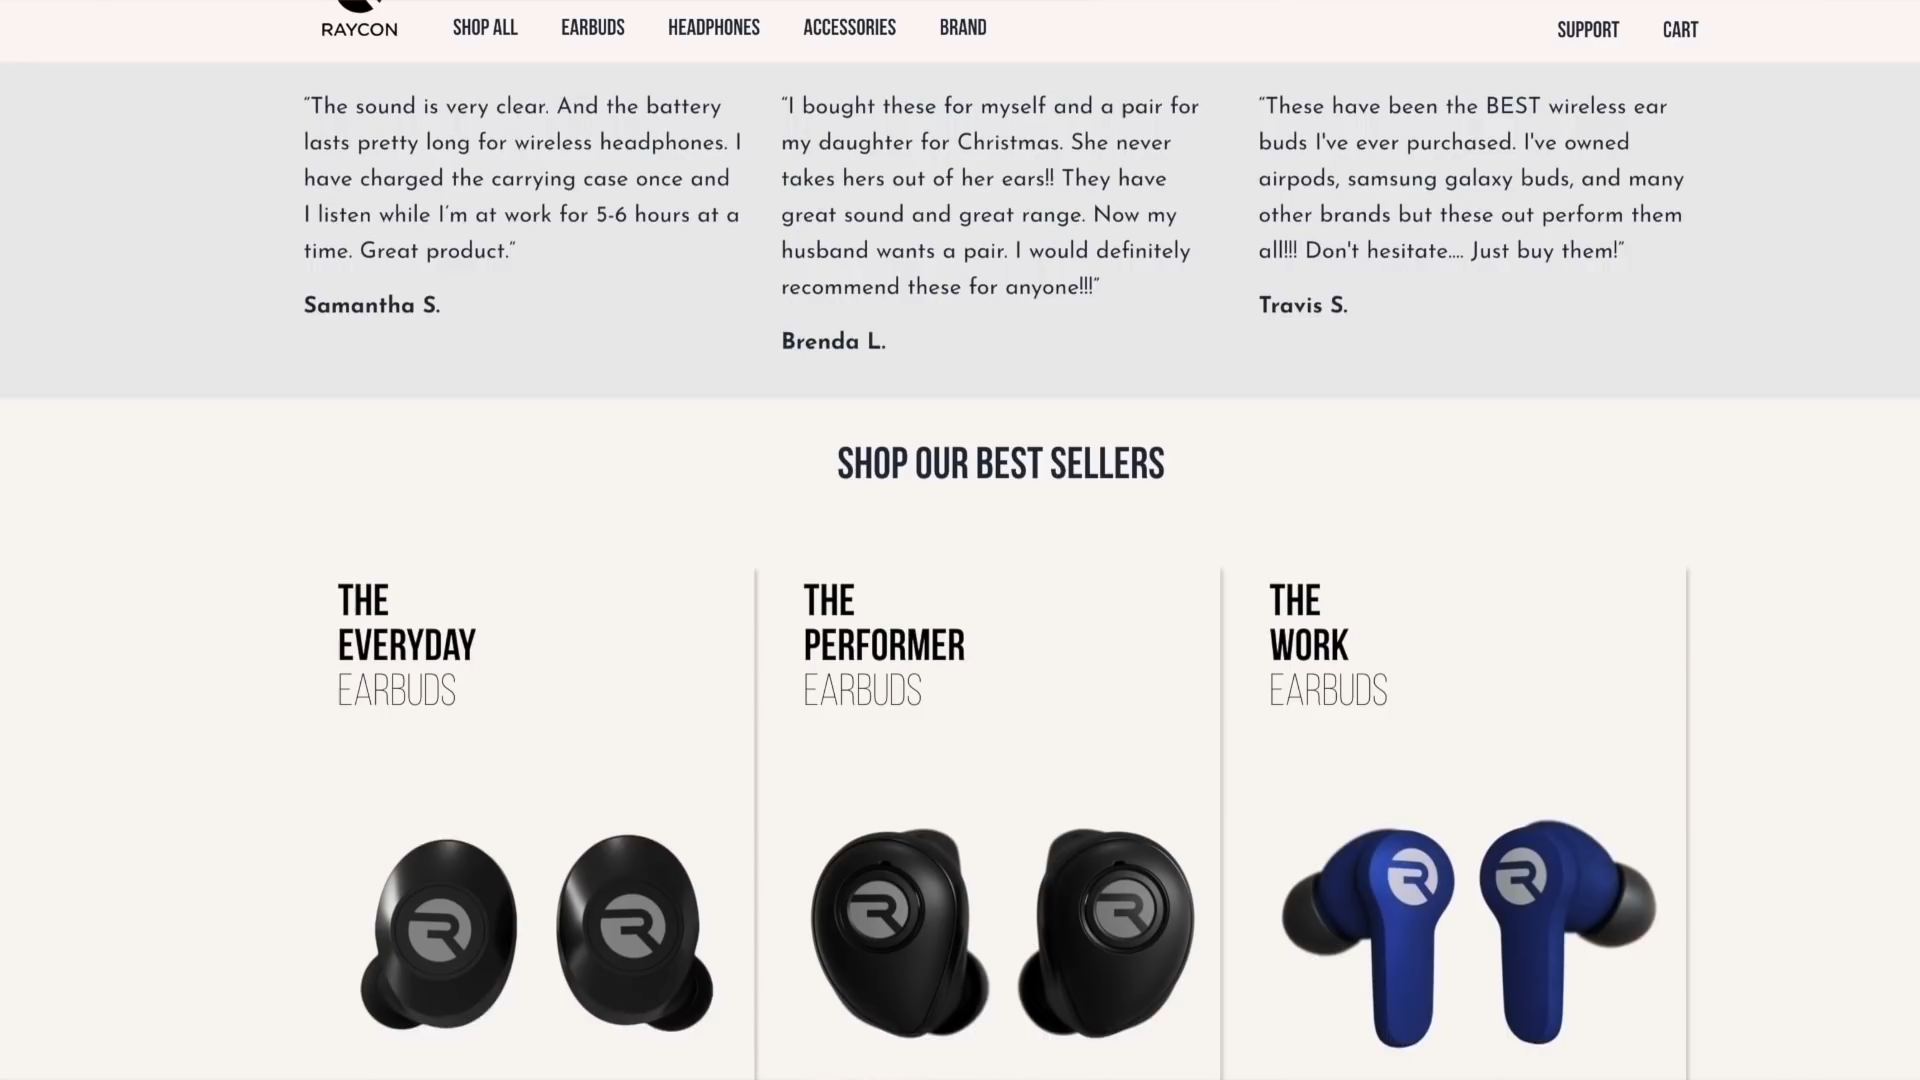 RAYCON
SHOP ALL
EARBUDS
HEADPHONES
ACCESSORIES
BRAND
SUPPORT
CART
“The sound is very clear. And the battery
lasts pretty long for wireless headphones. I
have charged the carrying case once and
I listen while I’m at work for 5-6 hours at a
time. Great product.”
Samantha S.
“I bought these for myself and a pair for
my daughter for Christmas. She never
takes hers out of her ears!! They have
great sound and great range. Now my
husband wants a pair. I would definitely
recommend these for anyone!!!”
Brenda L.
“These have been the BEST wireless ear
buds I've ever purchased. I've owned
airpods, samsung galaxy buds, and many
other brands but these out perform them
all!!! Don't hesitate.... Just buy them!”
Travis S.
SHOP OUR BEST SELLERS
THE
EVERYDAY
EARBUDS
THE
PERFORMER
EARBUDS
THE
WORK
EARBUDS